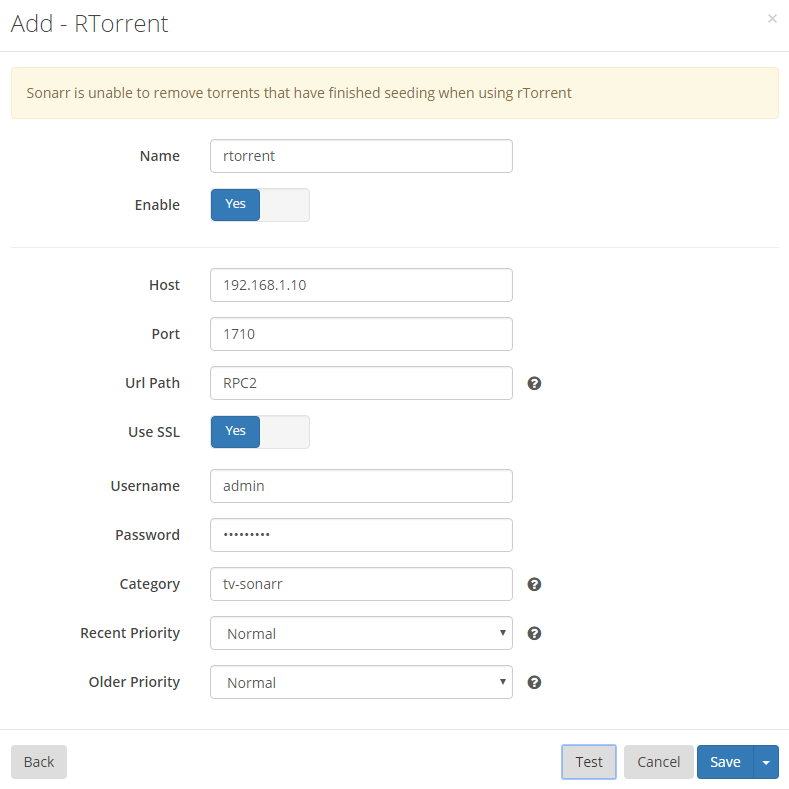 Add - RTorrent ×
Sonarr is unable to remove torrents that have finished seeding when using rTorrent
Name rtorrent
Enable Yes
Host 192.168.1.10
Port 1710
Url Path RPC2 ?
Use SSL Yes
Username admin
Password •••••••••
Category tv-sonarr ?
Recent Priority Normal ?
Older Priority Normal ?
Back Test Cancel Save